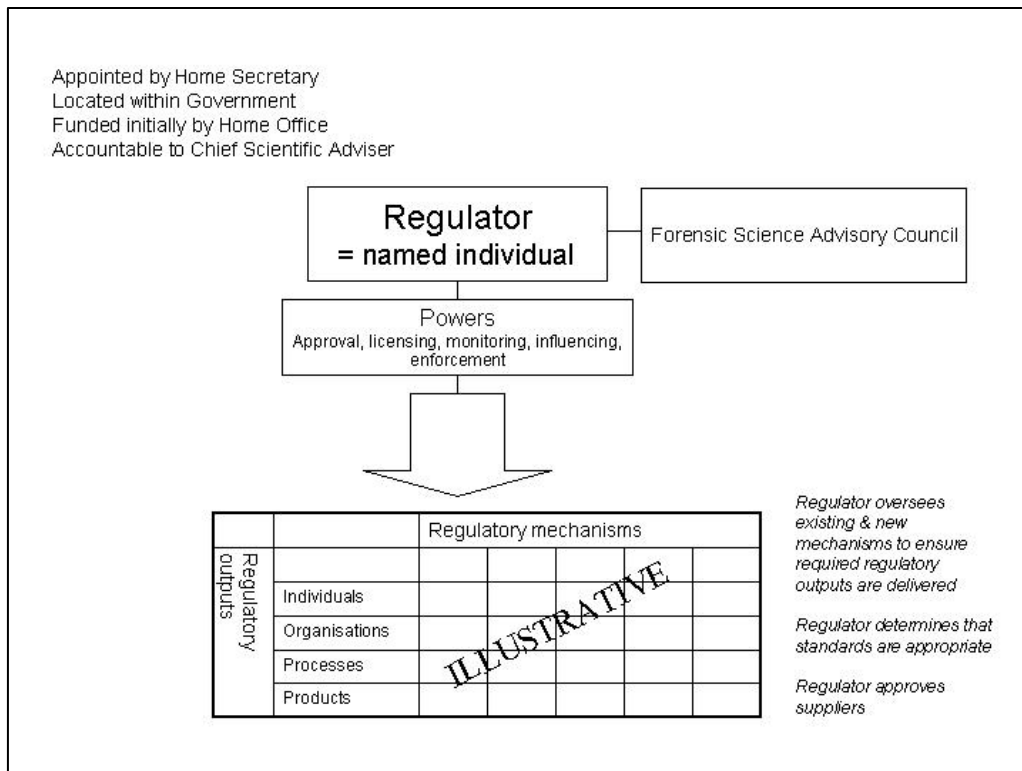 Appointed by Home Secretary
Located within Government
Funded initially by Home Office
Accountable to Chief Scientific Adviser
Regulator
= named individual
Forensic Science Advisory Council
Powers
Approval, licensing, monitoring, influencing,
enforcement
Regulatory mechanisms
Regulatory
outputs
Individuals
Organisations
Processes
Products
ILLUSTRATIVE
Regulator oversees
existing & new
mechanisms to ensure
required regulatory
outputs are delivered
Regulator determines that
standards are appropriate
Regulator approves
suppliers